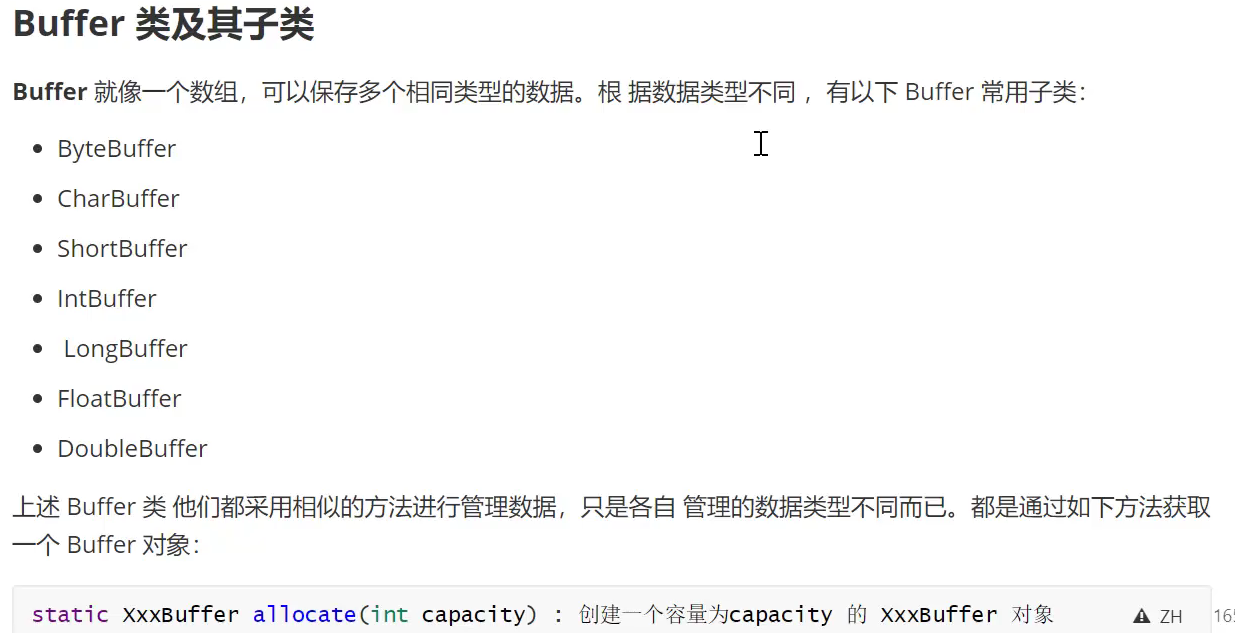 Buffer 类及其子类
Buffer 就像一个数组，可以保存多个相同类型的数据。根 据数据类型不同 ，有以下 Buffer 常用子类：
ByteBuffer
CharBuffer
ShortBuffer
IntBuffer
LongBuffer
FloatBuffer
DoubleBuffer
上述 Buffer 类 他们都采用相似的方法进行管理数据，只是各自 管理的数据类型不同而已。都是通过如下方法获取
一个 Buffer 对象：
static XxxBuffer allocate(int capacity) : 创建一个容量为capacity 的 XxxBuffer 对象
ZH